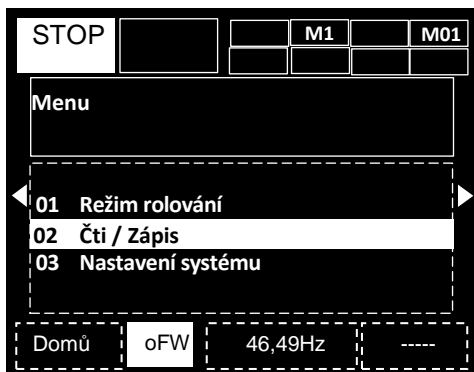 STOP M1 M01
Menu
01 Režim rolování
02 Čti / Zápis
03 Nastavení systému
Domů oFW 46,49Hz -----